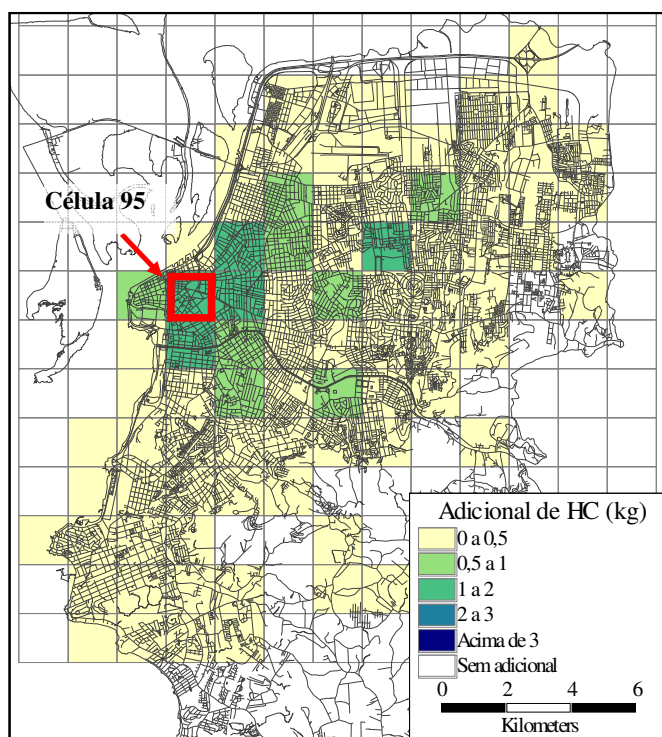 Célula 95
Adicional de HC (kg)
0 a 0,5
0,5 a 1
1 a 2
2 a 3
Acima de 3
Sem adicional
0 2 4 6
Kilometers